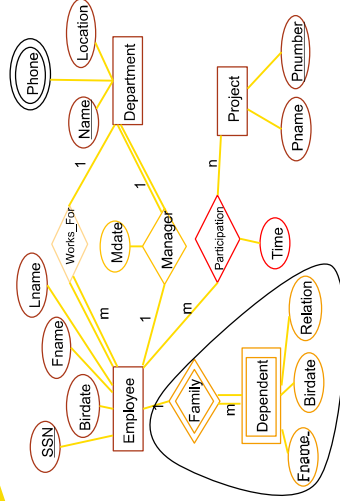 SSN
Birdate
Fname
Lname
Phone
Name
Location
Works_For
m
1
Employee
Department
Mdate
1
Manager
1
1
Family
m
m
Participation
n
Project
Dependent
Time
Fname
Birdate
Relation
Pname
Pnumber